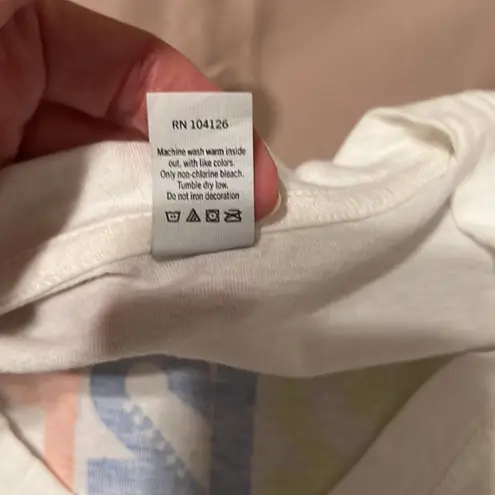 RN 104126
Machine wash warm inside
out, with like colors.
Only non-chlorine bleach.
Tumble dry low.
Do not iron decoration